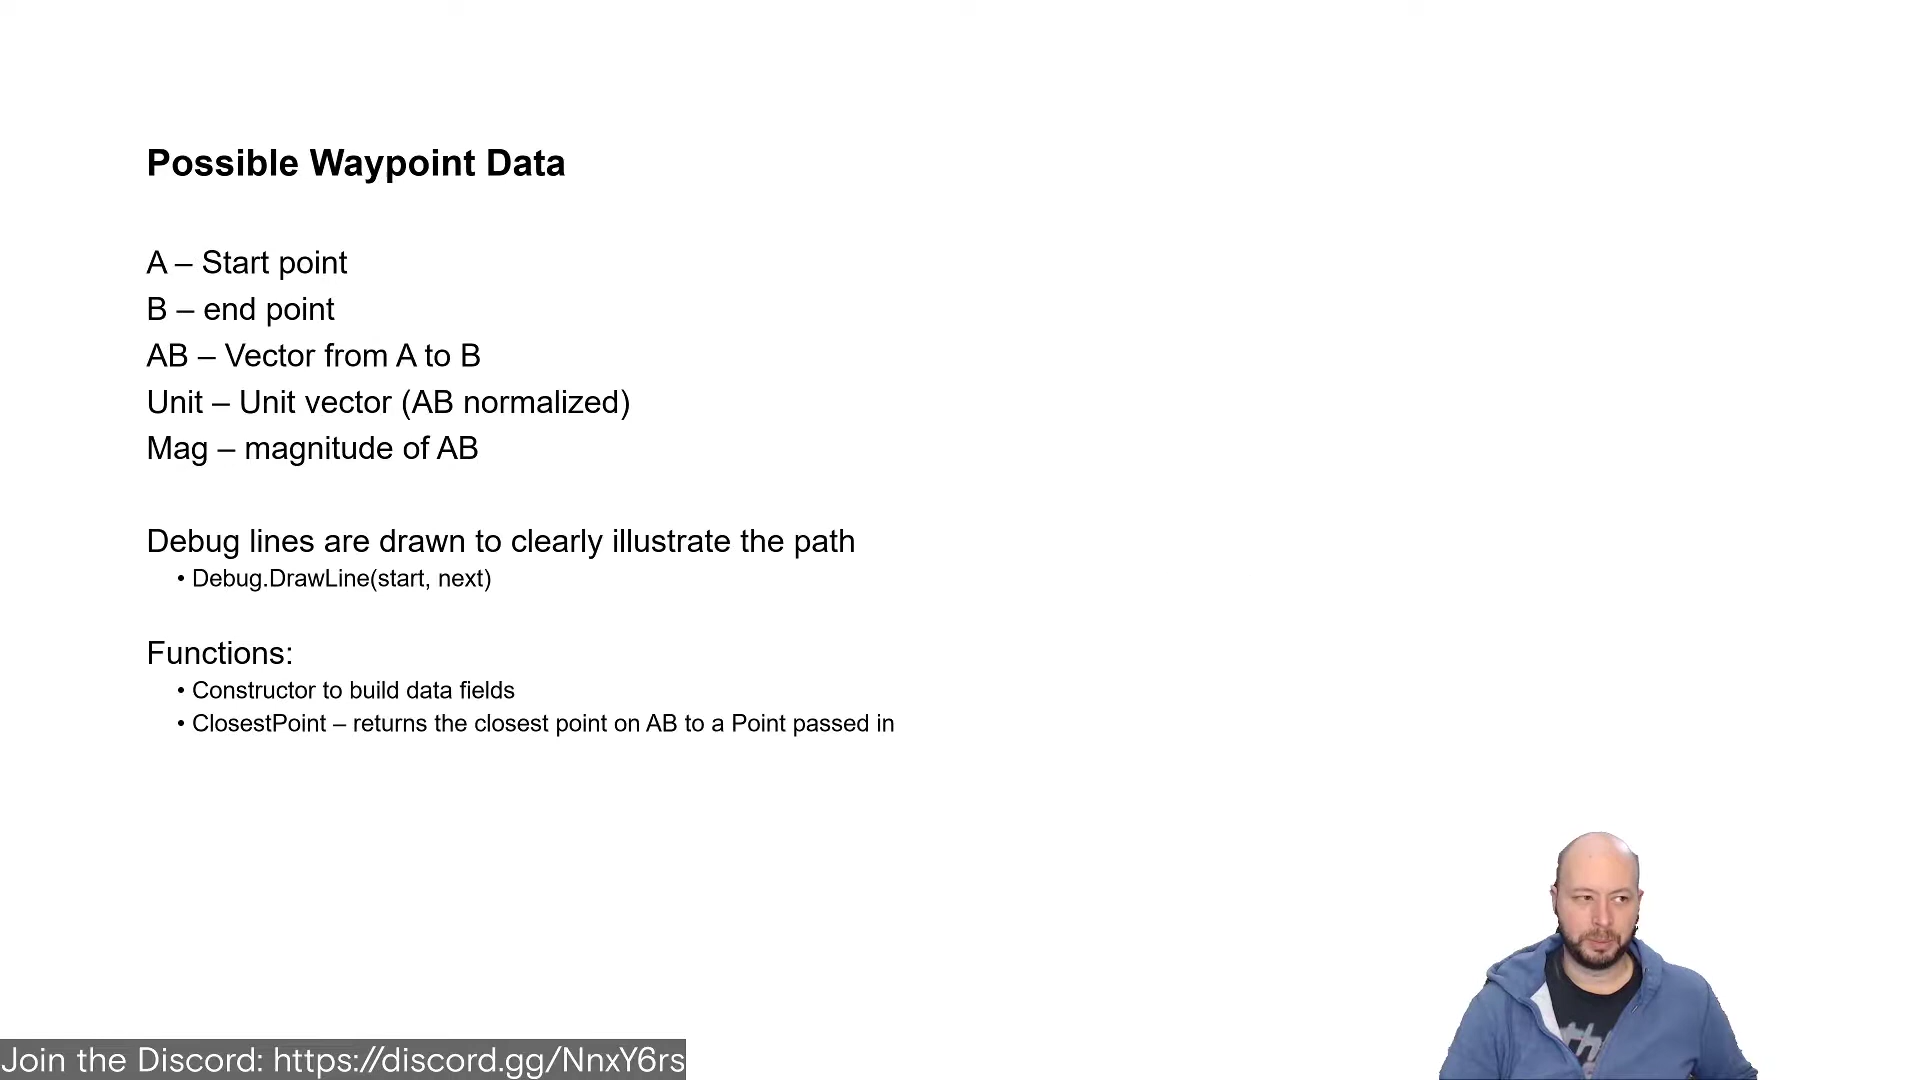 Possible Waypoint Data
A – Start point
B – end point
AB – Vector from A to B
Unit – Unit vector (AB normalized)
Mag – magnitude of AB
Debug lines are drawn to clearly illustrate the path
• Debug.DrawLine(start, next)
Functions:
• Constructor to build data fields
• ClosestPoint – returns the closest point on AB to a Point passed in
Join the Discord: https://discord.gg/NnxY6rs